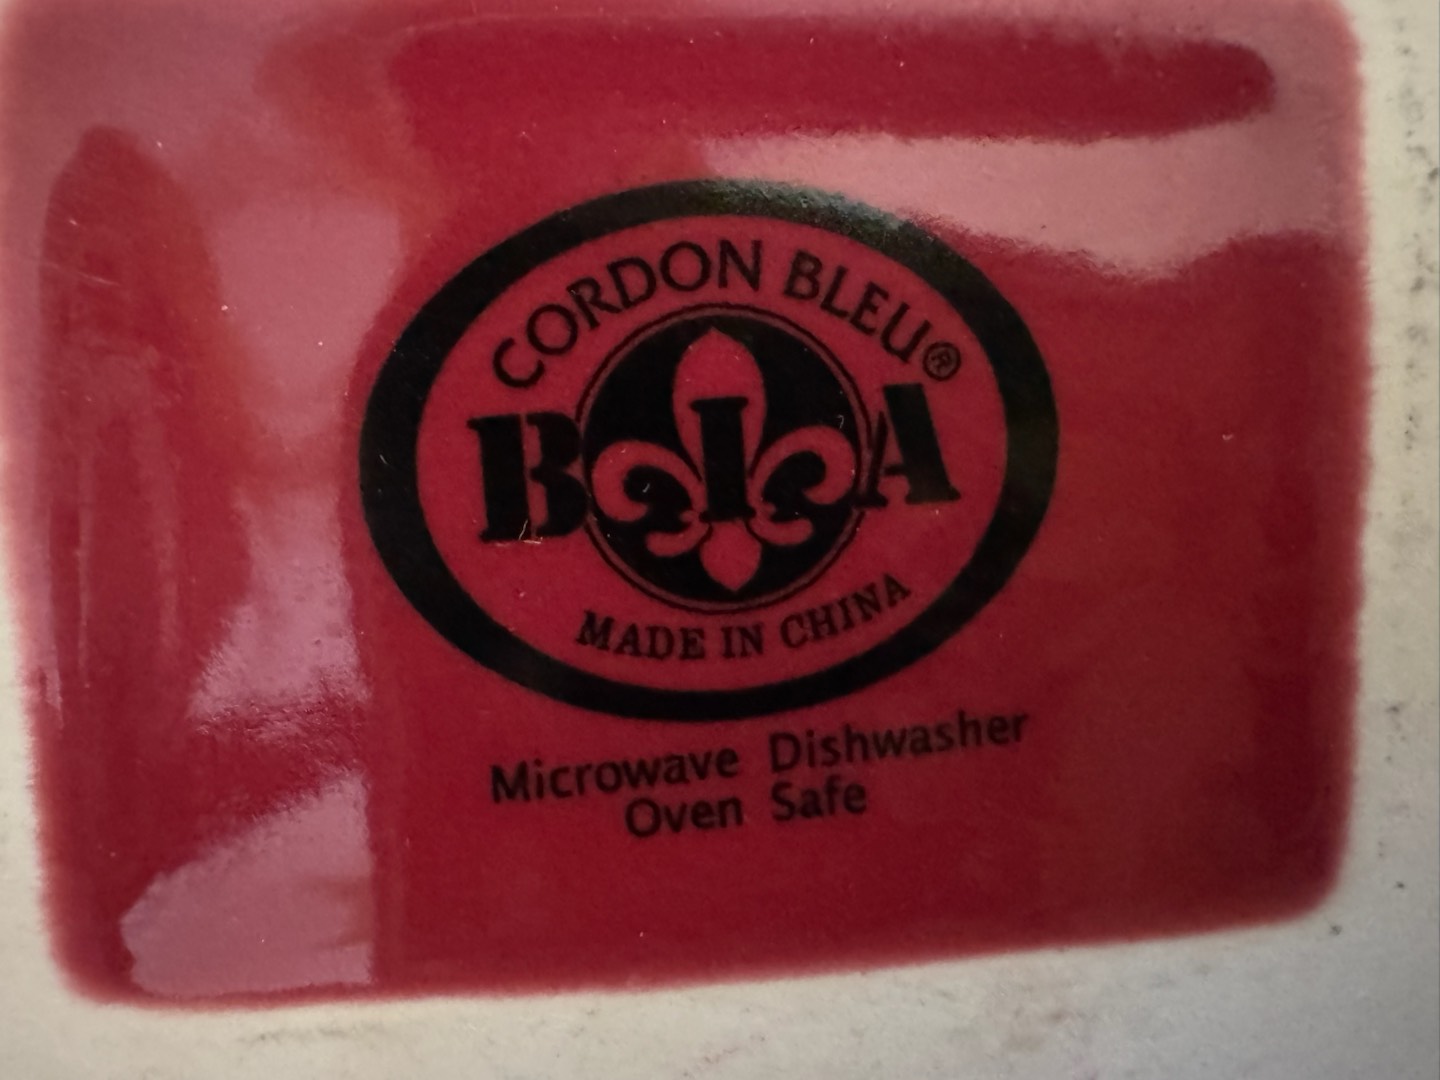 CORDON BLEU®
BIA
MADE IN CHINA
Microwave Dishwasher
Oven Safe